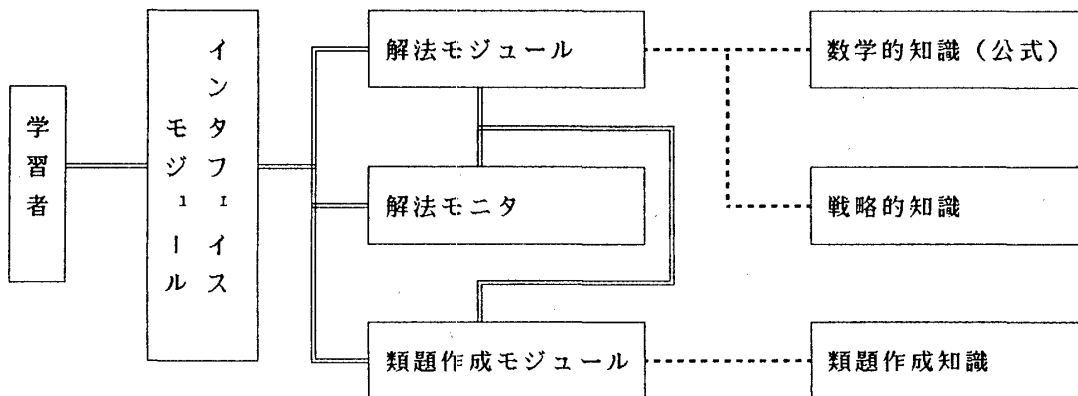 学習者
インタフェイス
モジュール
解法モジュール
解法モニタ
類題作成モジュール
数学的知識（公式）
戦略的知識
類題作成知識